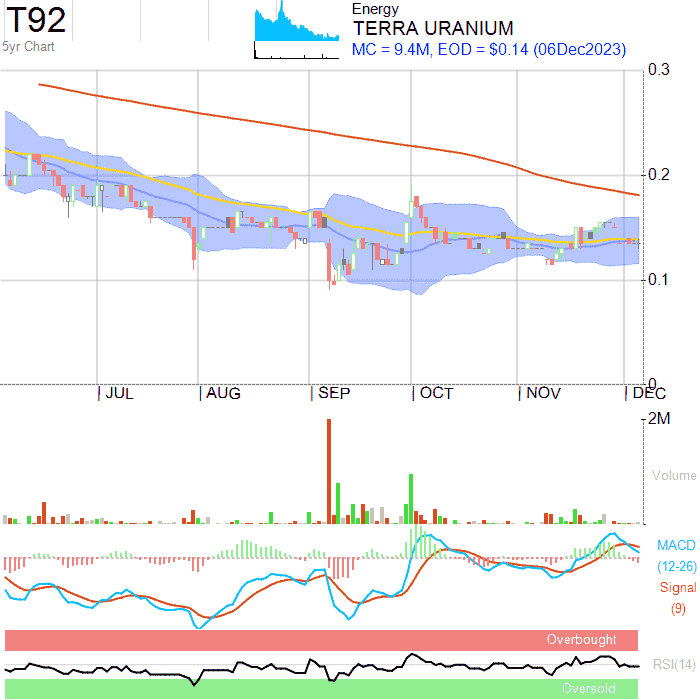 T92
5yr Chart
Energy
TERRA URANIUM
MC = 9.4M, EOD = $0.14 (06Dec2023)
0.3
0.2
0.1
0
JUL AUG SEP OCT NOV DEC
2M
Volume
MACD
(12-26)
Signal
(9)
Overbought
RSI(14)
Oversold